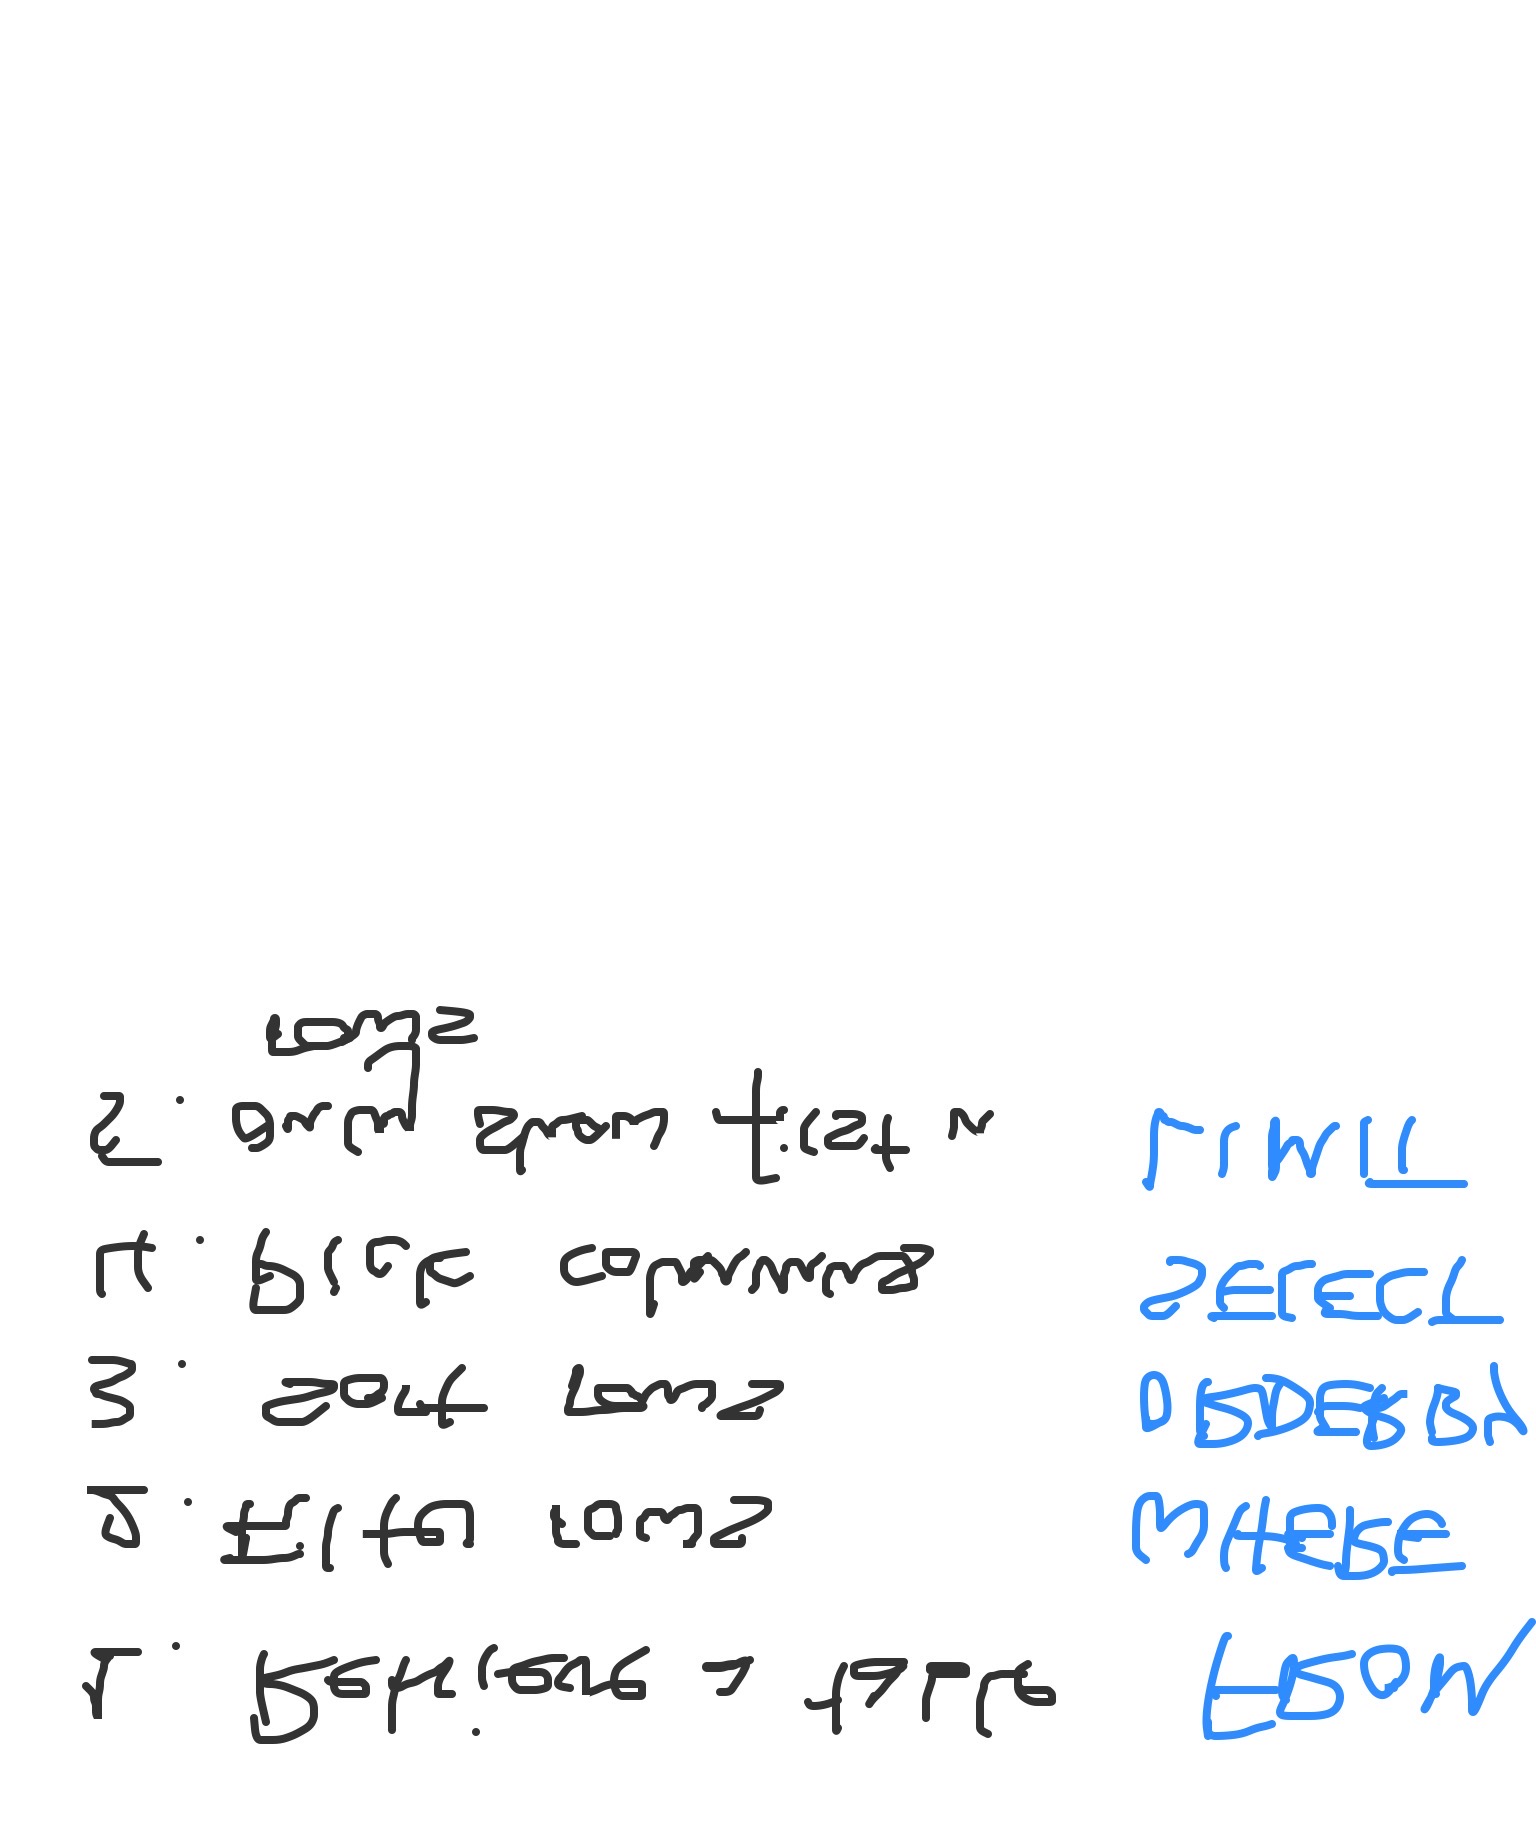 1. Retrieve a table FROM
2. Filter rows WHERE
3. Sort rows ORDER BY
4. Pick columns SELECT
5. only show first n LIMIT
rows